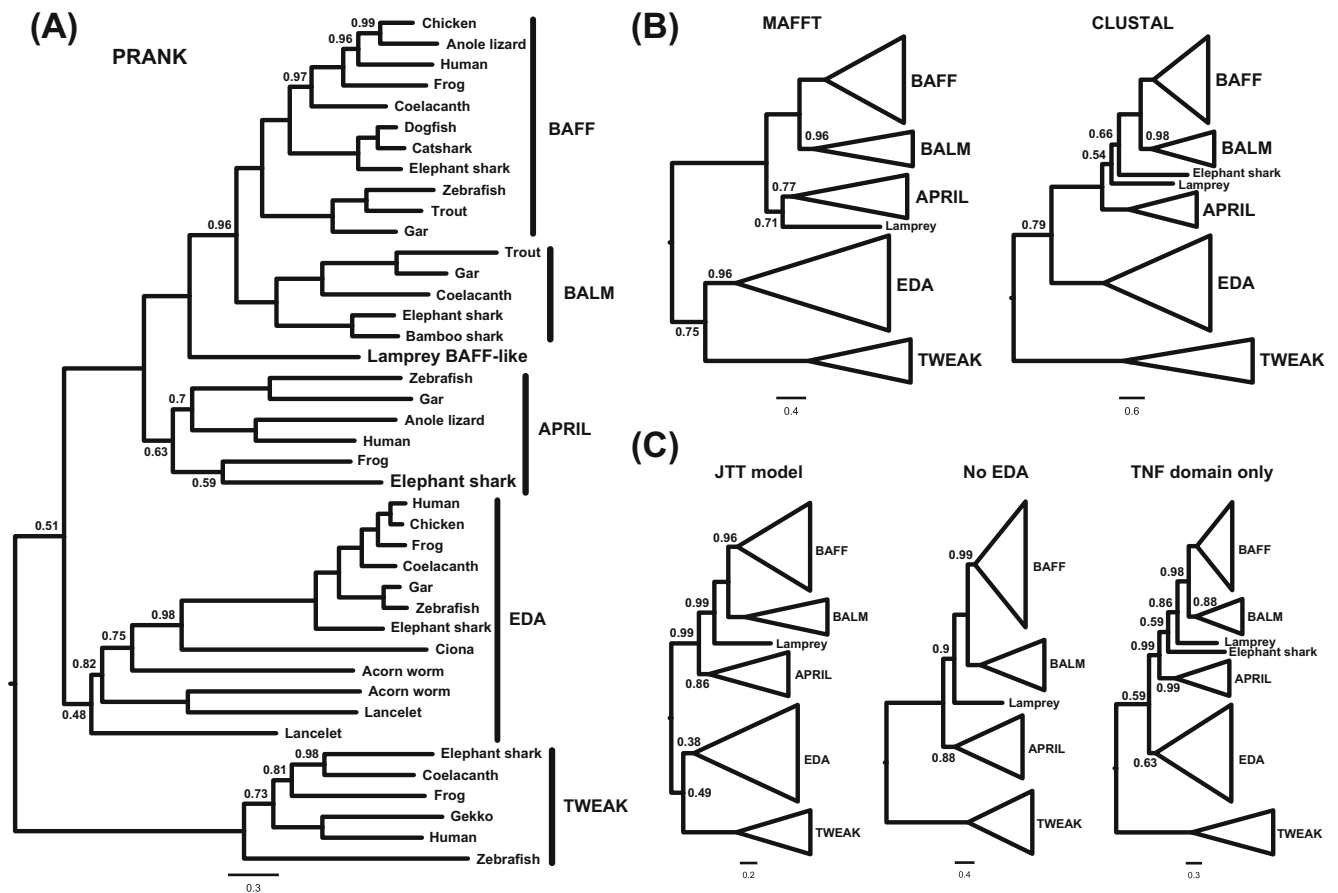 (A)
PRANK
0.99
Chicken
0.96
Anole lizard
Human
0.97
Frog
Coelacanth
Dogfish
BAFF
Catshark
Elephant shark
Zebrafish
Trout
0.96
Gar
Trout
Gar
Coelacanth
BALM
Elephant shark
Bamboo shark
Lamprey BAFF-like
Zebrafish
0.7
Gar
Anole lizard
APRIL
Human
0.63
Frog
0.59
Elephant shark
Human
0.51
Chicken
Frog
Coelacanth
Gar
Zebrafish
EDA
0.98
Elephant shark
0.75
Ciona
0.82
Acorn worm
Acorn worm
0.48
Lancelet
Lancelet
0.98
Elephant shark
0.81
Coelacanth
0.73
Frog
TWEAK
Gekko
Human
Zebrafish
0.3
(B)
MAFFT
BAFF
0.96
BALM
0.77
APRIL
0.71
Lamprey
0.96
EDA
0.75
TWEAK
0.4
CLUSTAL
BAFF
0.66
0.98
BALM
0.54
Elephant shark
Lamprey
APRIL
0.79
EDA
TWEAK
0.6
(C)
JTT model
0.96
BAFF
0.99
BALM
0.99
Lamprey
APRIL
0.86
0.38
EDA
0.49
TWEAK
0.2
No EDA
0.99
BAFF
0.9
BALM
Lamprey
APRIL
0.88
TWEAK
0.4
TNF domain only
BAFF
0.98
0.88
BALM
0.86
0.59
Lamprey
0.99
Elephant shark
APRIL
0.99
0.59
EDA
0.63
TWEAK
0.3